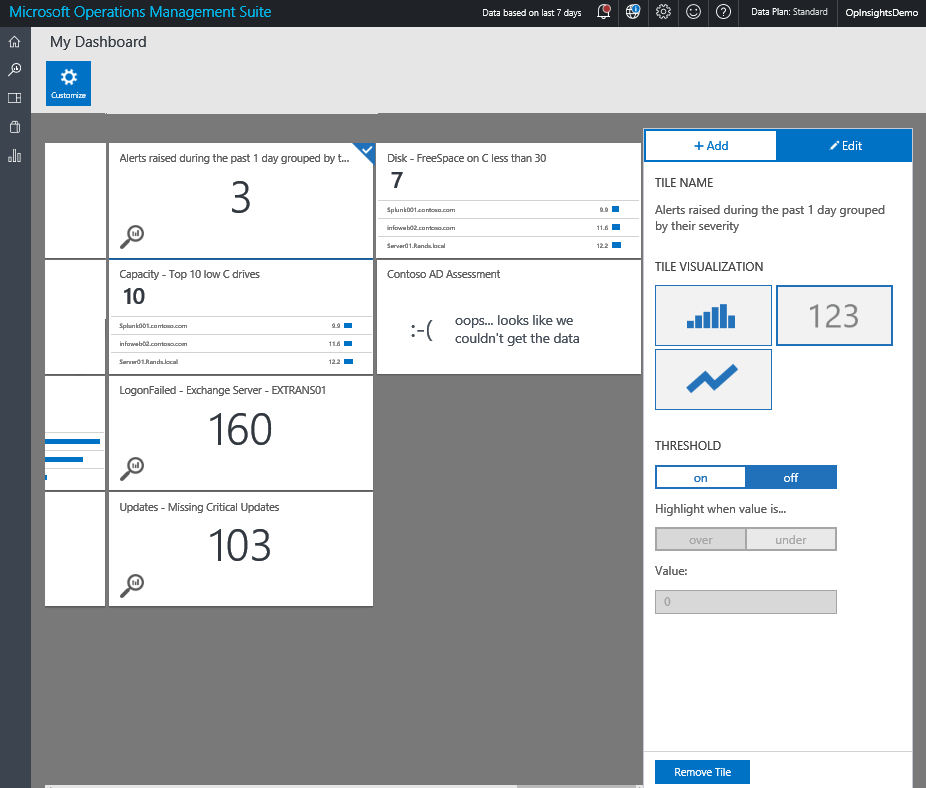 Microsoft Operations Management Suite
Data based on last 7 days
Data Plan: Standard
OpInsightsDemo
My Dashboard
Customize
Alerts raised during the past 1 day grouped by t...
3
Disk - FreeSpace on C less than 30
7
Splunk001.contoso.com 9.9
infoweb02.contoso.com 11.6
Server01.Rands.local 12.2
Capacity - Top 10 low C drives
10
Splunk001.contoso.com 9.9
infoweb02.contoso.com 11.6
Server01.Rands.local 12.2
Contoso AD Assessment
:-(
oops... looks like we
couldn't get the data
LogonFailed - Exchange Server - EXTRANS01
160
Updates - Missing Critical Updates
103
+ Add
Edit
TILE NAME
Alerts raised during the past 1 day grouped
by their severity
TILE VISUALIZATION
123
THRESHOLD
on off
Highlight when value is...
over under
Value:
0
Remove Tile